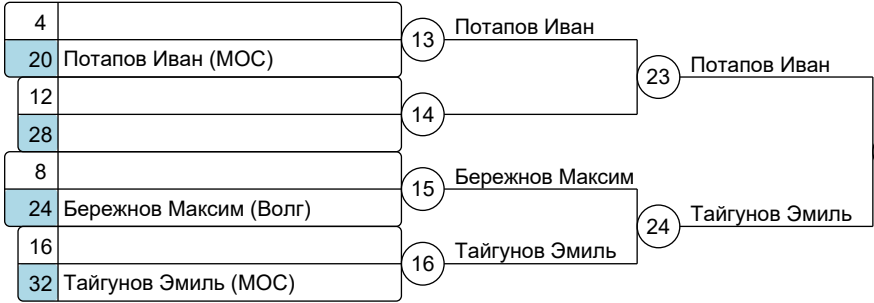 4
20 Потапов Иван (МОС)
13
Потапов Иван
12
28
14
23
Потапов Иван
8
24 Бережнов Максим (Волг)
15
Бережнов Максим
16
32 Тайгунов Эмиль (МОС)
16
Тайгунов Эмиль
24
Тайгунов Эмиль